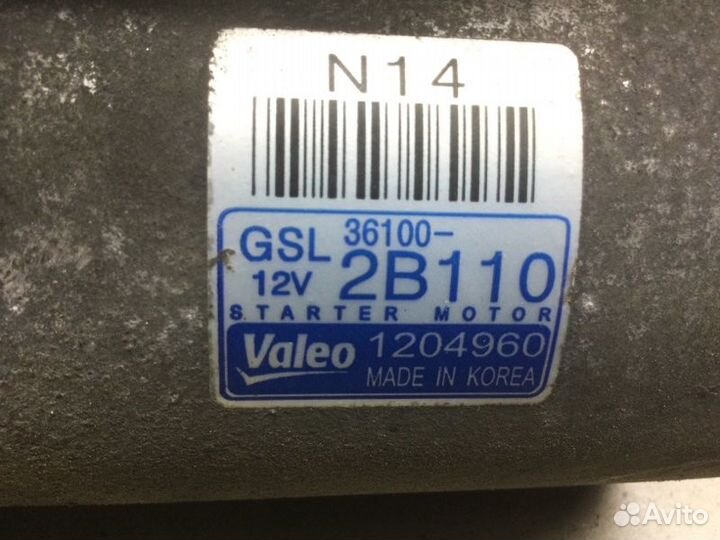 N14
GSL 36100-
12V 2B110
STARTER MOTOR
Valeo 1204960
MADE IN KOREA
Avito